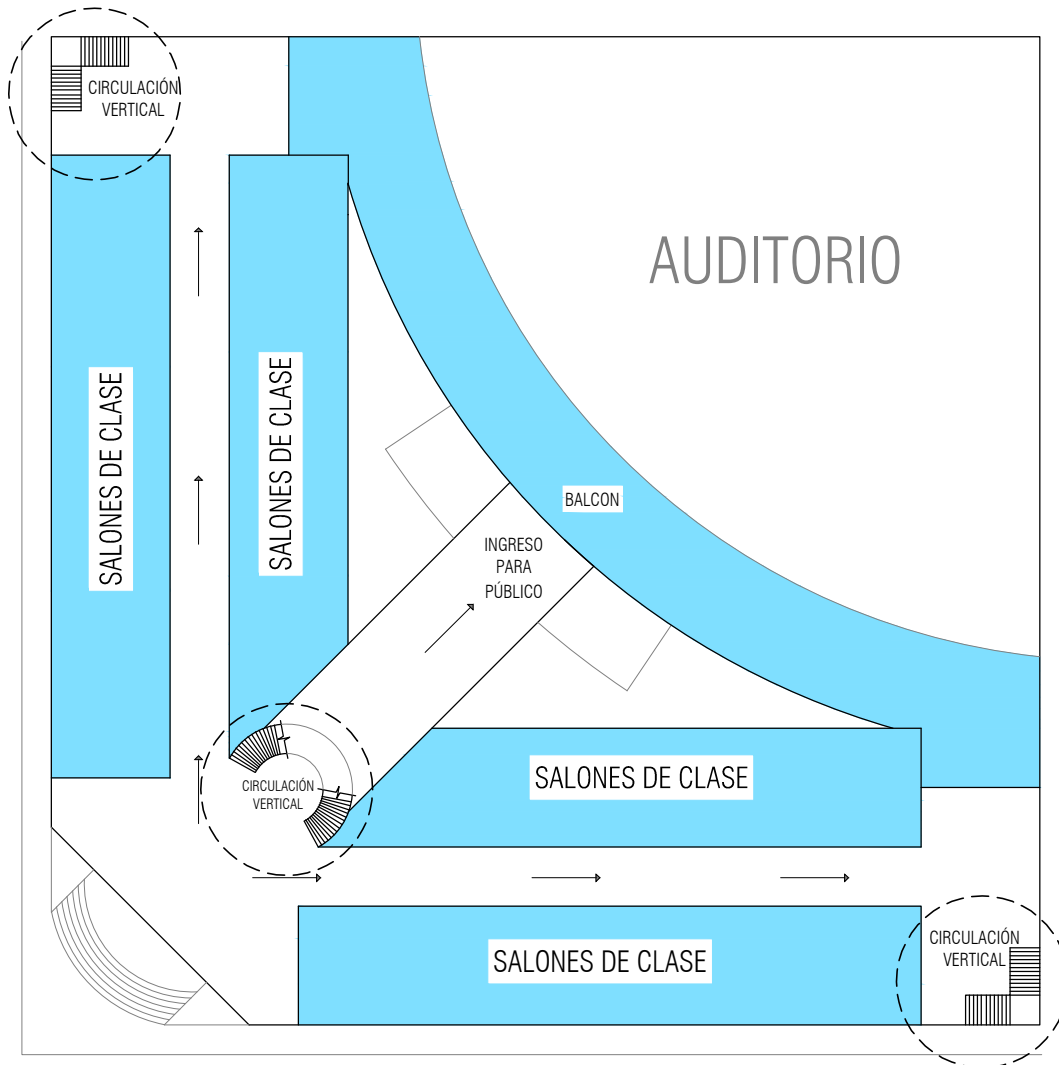 CIRCULACIÓN
VERTICAL
AUDITORIO
SALONES DE CLASE
SALONES DE CLASE
BALCON
INGRESO
PARA
PÚBLICO
CIRCULACIÓN
VERTICAL
SALONES DE CLASE
SALONES DE CLASE
CIRCULACIÓN
VERTICAL